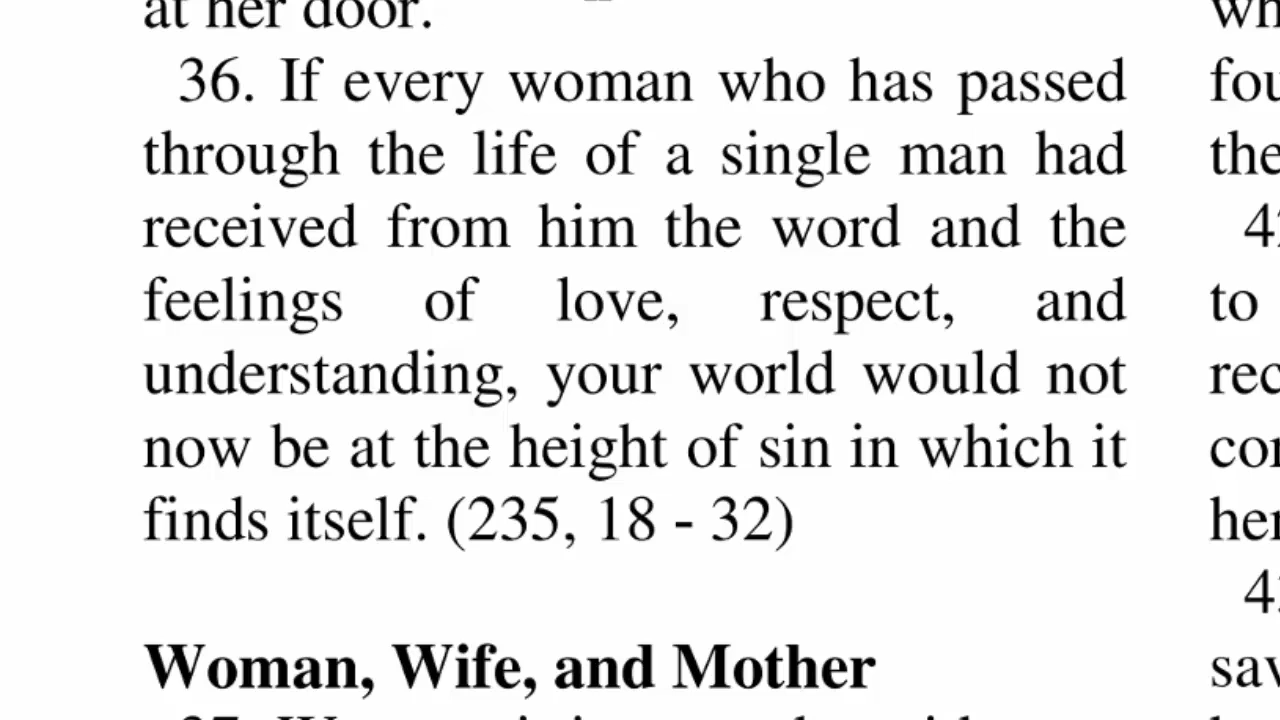 at her door.
36. If every woman who has passed
through the life of a single man had
received from him the word and the
feelings of love, respect, and
understanding, your world would not
now be at the height of sin in which it
finds itself. (235, 18 - 32)
Woman, Wife, and Mother
the
to